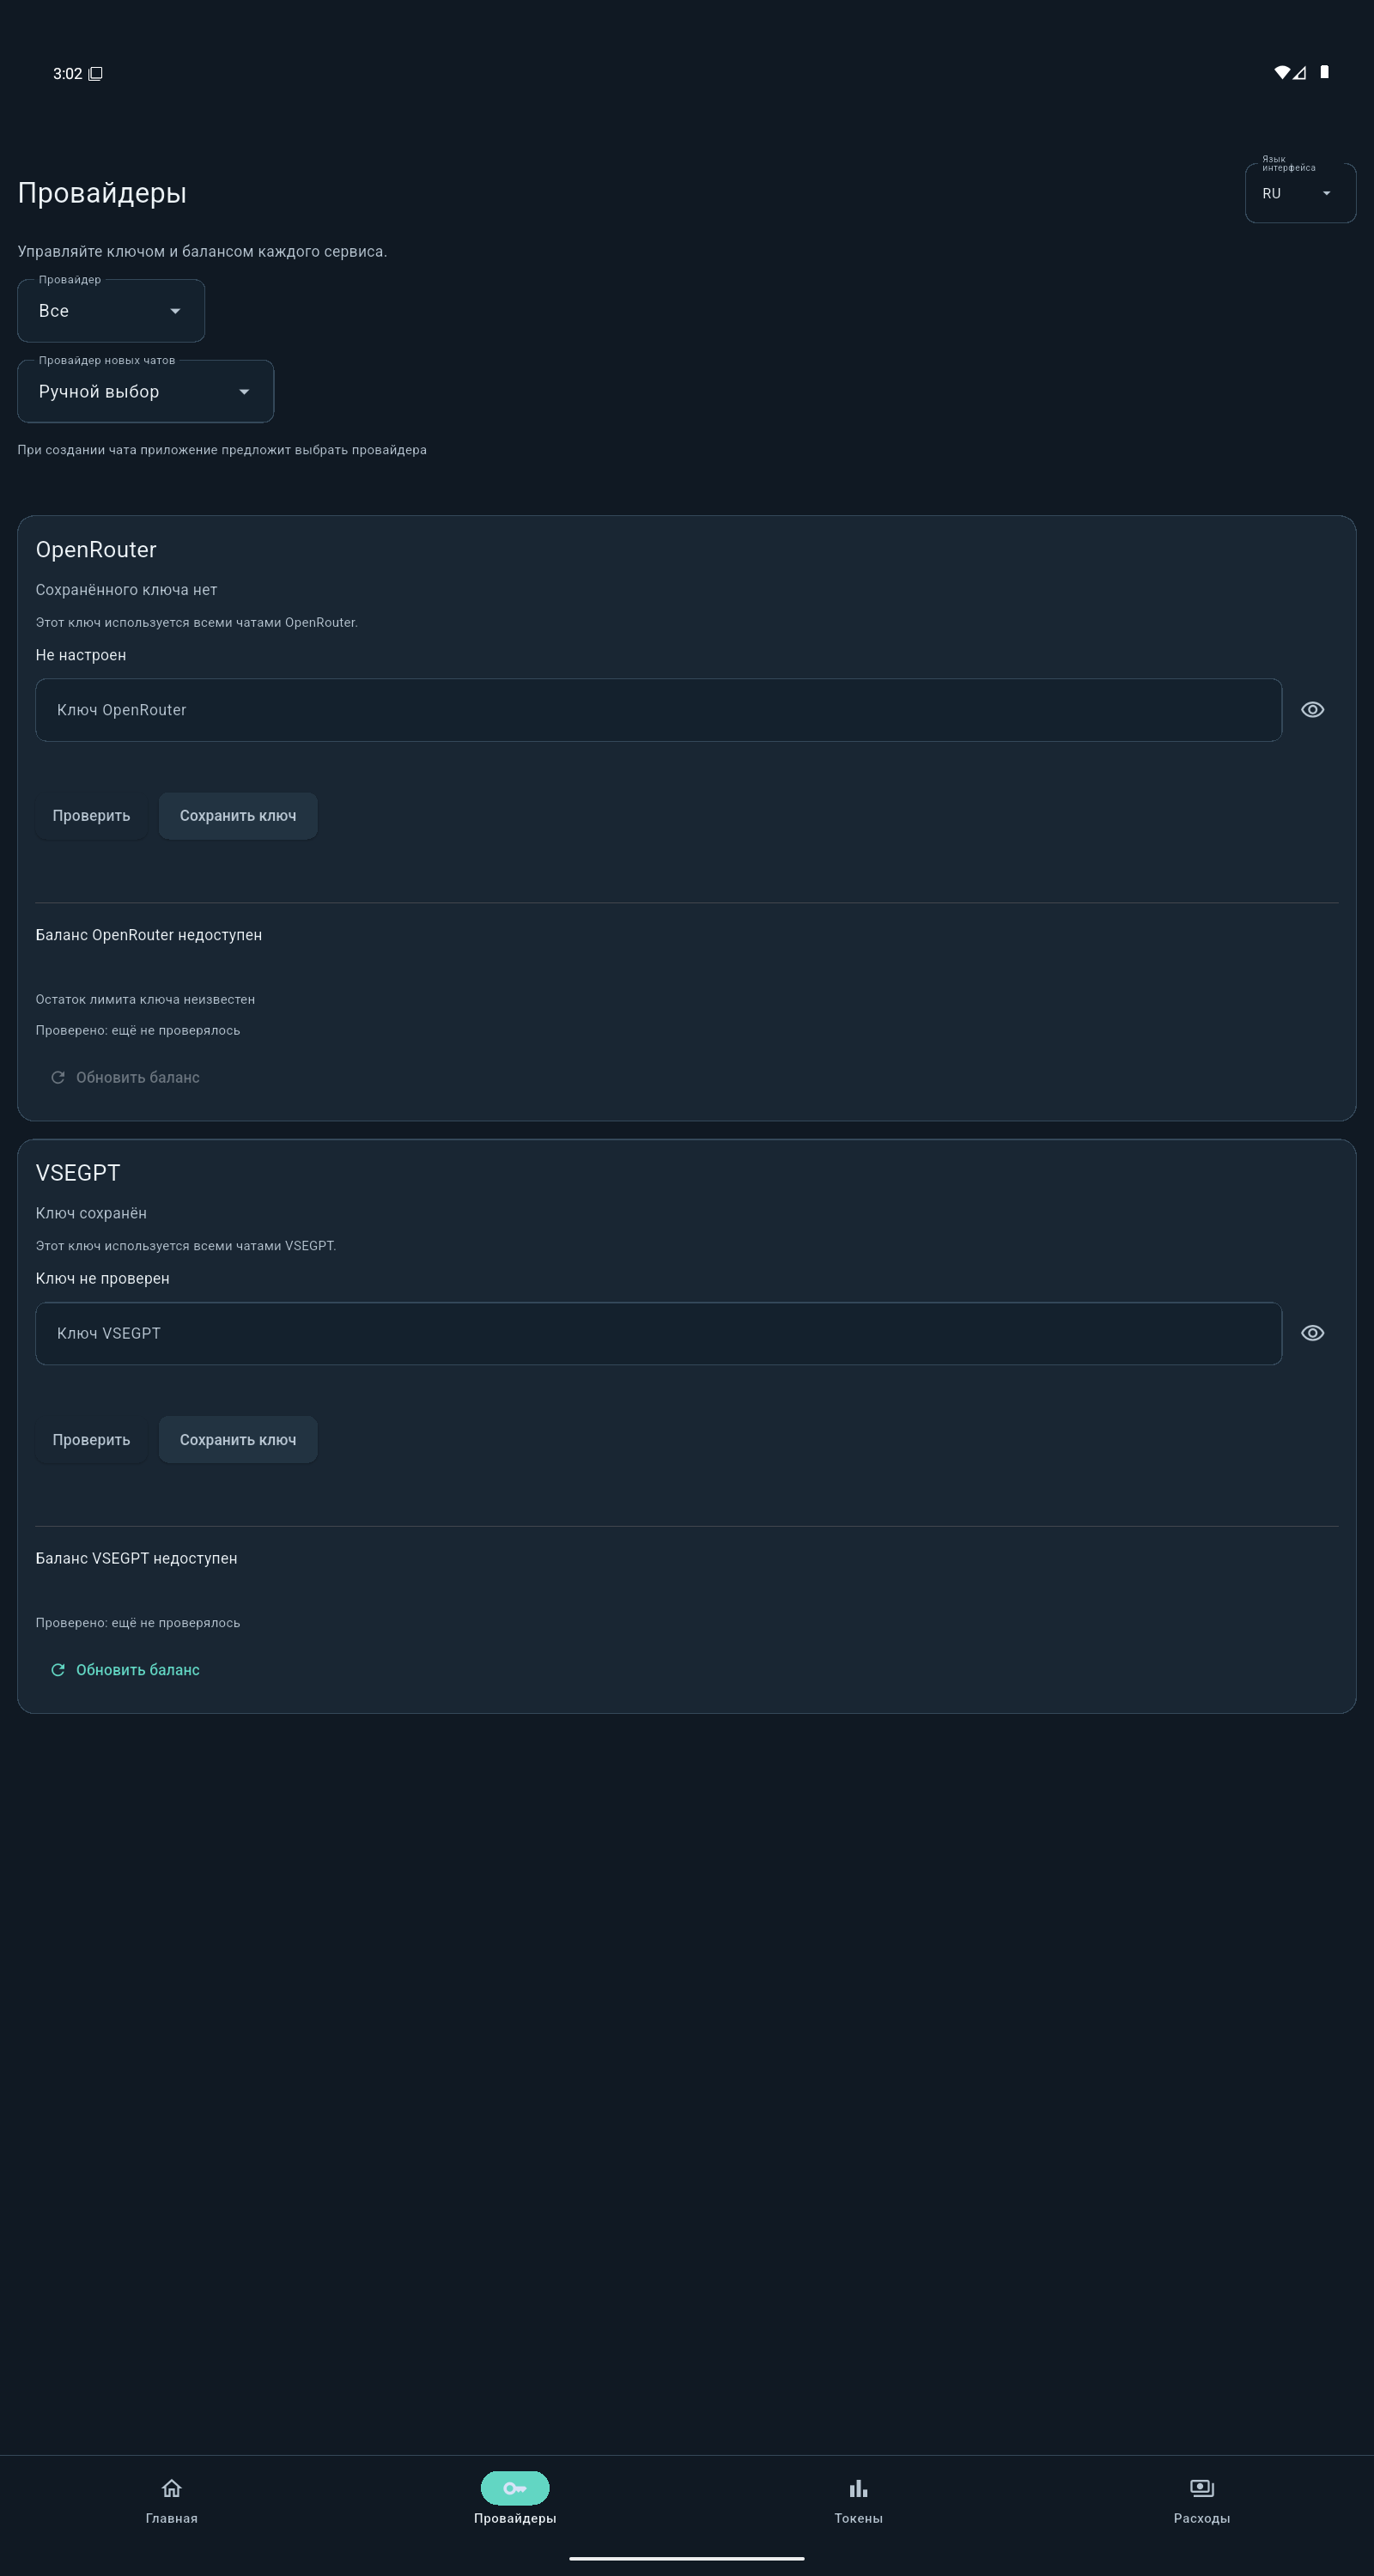 3:02
Язык
интерфейса
Провайдеры
RU
Управляйте ключом и балансом каждого сервиса.
Провайдер
Все
Провайдер новых чатов
Ручной выбор
При создании чата приложение предложит выбрать провайдера
OpenRouter
Сохранённого ключа нет
Этот ключ используется всеми чатами OpenRouter.
Не настроен
Ключ OpenRouter
Проверить
Сохранить ключ
Баланс OpenRouter недоступен
Остаток лимита ключа неизвестен
Проверено: ещё не проверялось
Обновить баланс
VSEGPT
Ключ сохранён
Этот ключ используется всеми чатами VSEGPT.
Ключ не проверен
Ключ VSEGPT
Проверить
Сохранить ключ
Баланс VSEGPT недоступен
Проверено: ещё не проверялось
Обновить баланс
Главная
Провайдеры
Токены
Расходы